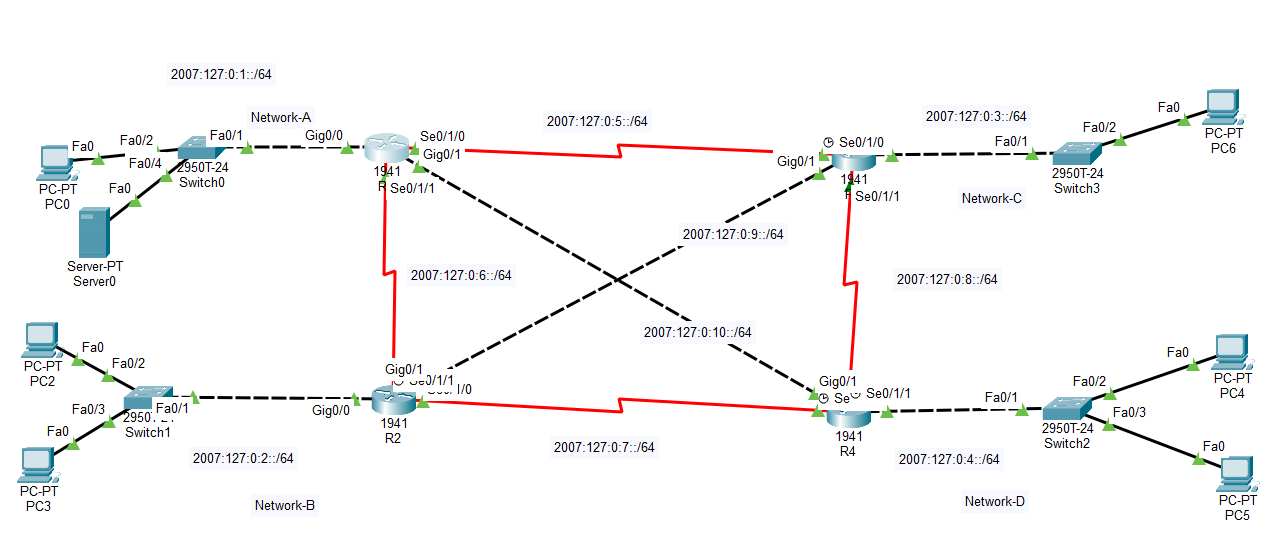 2007:127:0:1::/64
Network-A
Fa0
Fa0/2
Fa0/4
Fa0/1
Gig0/0
Se0/1/0
Gig0/1
2007:127:0:5::/64
Se0/1/0
Gig0/1
2007:127:0:3::/64
Fa0/1
Fa0/2
Fa0
PC-PT
PC6
PC-PT
PC0
2950T-24
Switch0
1941
Se0/1/1
1941
Se0/1/1
2950T-24
Switch3
Network-C
Fa0
Server-PT
Server0
2007:127:0:9::/64
2007:127:0:6::/64
2007:127:0:8::/64
2007:127:0:10::/64
Fa0
Fa0/2
PC-PT
PC2
Fa0/3
Fa0
Fa0/1
Switch1
PC-PT
PC3
Gig0/0
Gig0/1
1941
R2
2007:127:0:2::/64
2007:127:0:7::/64
Network-B
Gig0/1
Se0/1/1
1941
R4
Fa0/1
Fa0/2
Fa0/3
2950T-24
Switch2
Fa0
PC-PT
PC4
Fa0
PC-PT
PC5
2007:127:0:4::/64
Network-D